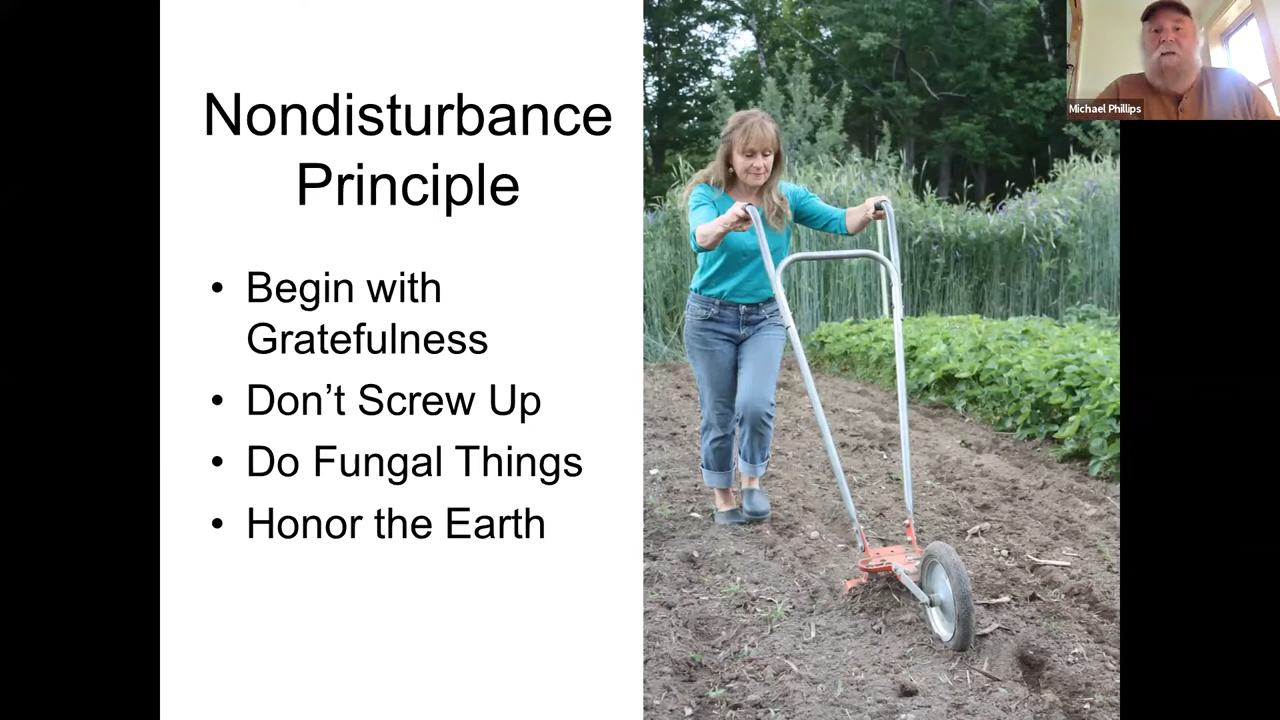 Nondisturbance
Principle
• Begin with
Gratefulness
• Don’t Screw Up
• Do Fungal Things
• Honor the Earth
Michael Phillips